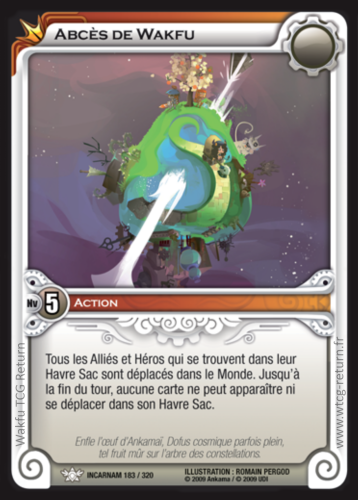 ABCÈS DE WAKFU
Nv 5 ACTION
Tous les Alliés et Héros qui se trouvent dans leur
Havre Sac sont déplacés dans le Monde. Jusqu'à
la fin du tour, aucune carte ne peut apparaître ni
se déplacer dans son Havre Sac.
Enfie l'œuf d'Ankamaï, Dofus cosmique parfois plein,
tel fruit mûr sur l'arbre des constellations.
INCARNAM 183 / 320
ILLUSTRATION : ROMAIN PERGOD
© 2009 Ankama / © 2009 UDI
Wakfu TCG Return
www.wtcg-return.fr